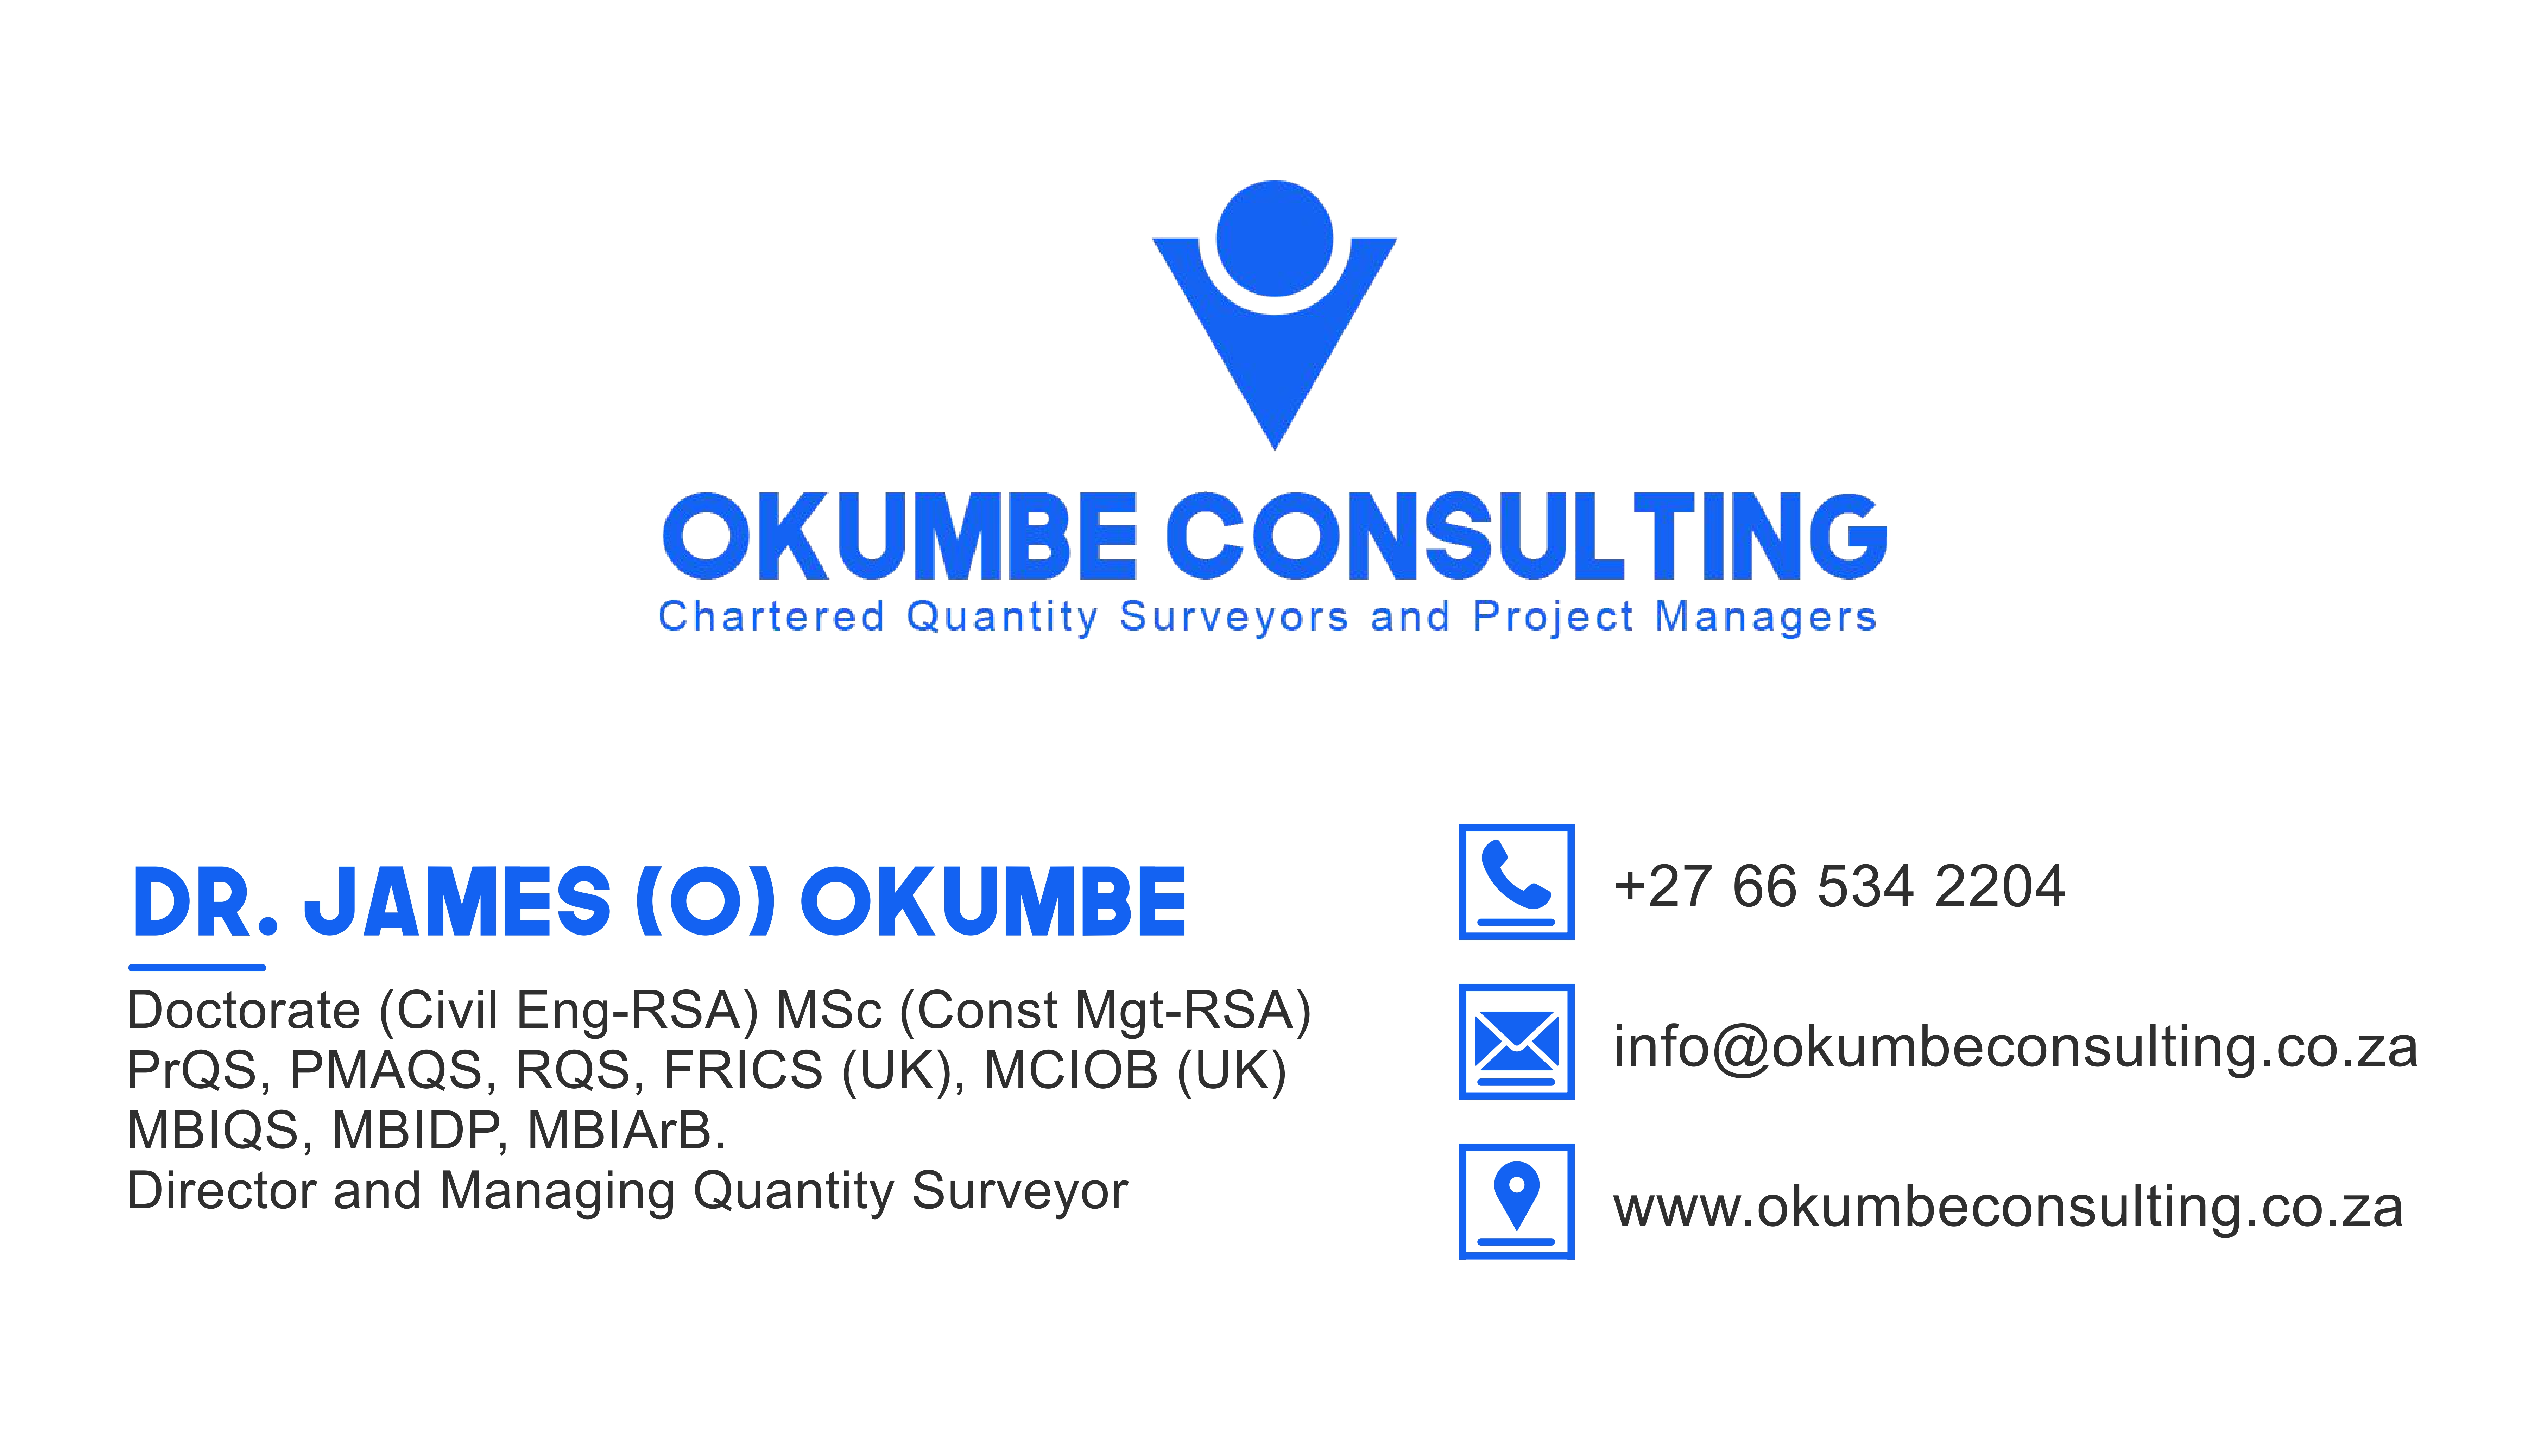 OKUMBE CONSULTING
Chartered Quantity Surveyors and Project Managers
DR. JAMES (O) OKUMBE
Doctorate (Civil Eng-RSA) MSc (Const Mgt-RSA)
PrQS, PMAQS, RQS, FRICS (UK), MCIOB (UK)
MBIQS, MBIDP, MBIArB.
Director and Managing Quantity Surveyor
+27 66 534 2204
info@okumbeconsulting.co.za
www.okumbeconsulting.co.za